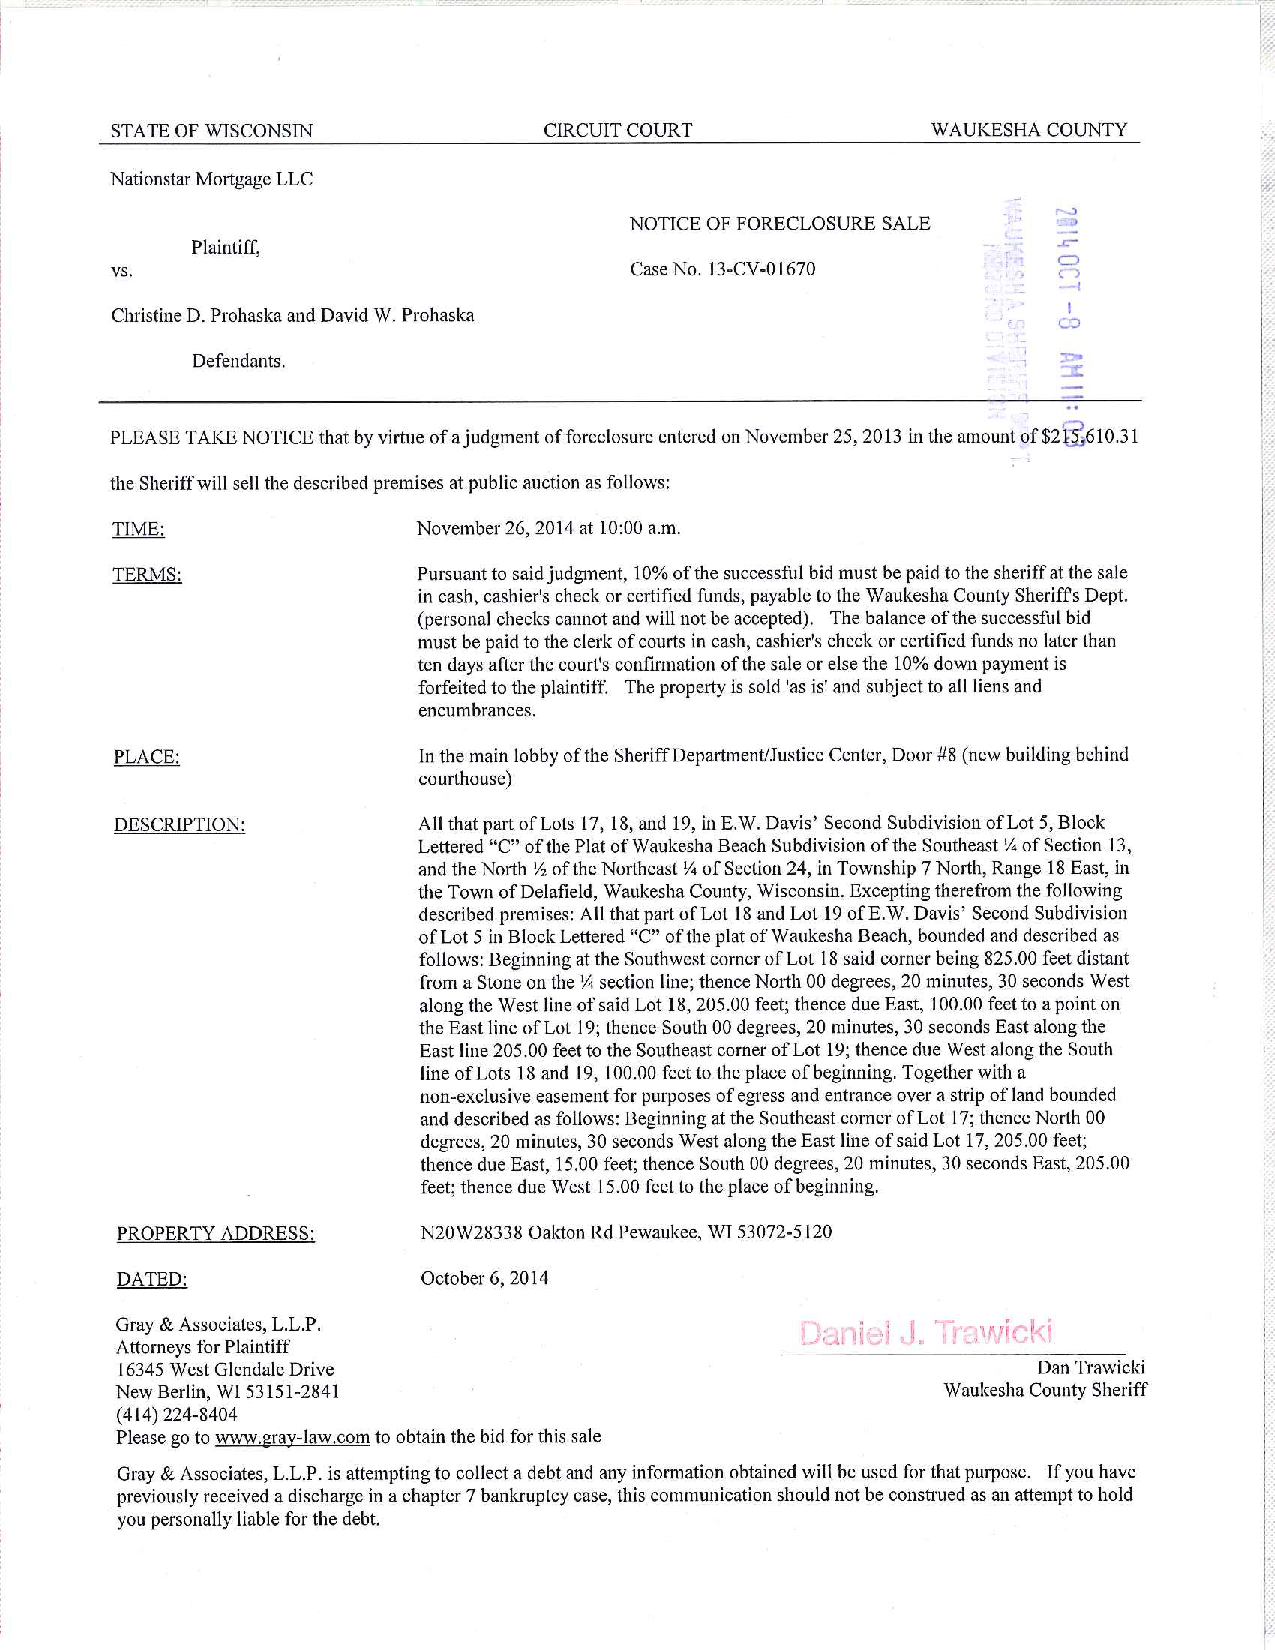 STATE OF WISCONSIN CIRCUIT COURT WAUKESHA COUNTY
Nationstar Mortgage LLC
NOTICE OF FORECLOSURE SALE
Plaintiff,
vs. Case No. 13-CV-01670
Christine D. Prohaska and David W. Prohaska
Defendants.
2014 OCT -8 AM 11:03
WAUKESHA SHERIFF'S DEPT
PLEASE TAKE NOTICE that by virtue of a judgment of foreclosure entered on November 25, 2013 in the amount of $215,610.31
the Sheriff will sell the described premises at public auction as follows:
TIME: November 26, 2014 at 10:00 a.m.
TERMS: Pursuant to said judgment, 10% of the successful bid must be paid to the sheriff at the sale
in cash, cashier's check or certified funds, payable to the Waukesha County Sheriff's Dept.
(personal checks cannot and will not be accepted). The balance of the successful bid
must be paid to the clerk of courts in cash, cashier's check or certified funds no later than
ten days after the court's confirmation of the sale or else the 10% down payment is
forfeited to the plaintiff. The property is sold 'as is' and subject to all liens and
encumbrances.
PLACE: In the main lobby of the Sheriff Department/Justice Center, Door #8 (new building behind
courthouse)
DESCRIPTION: All that part of Lots 17, 18, and 19, in E.W. Davis’ Second Subdivision of Lot 5, Block
Lettered “C” of the Plat of Waukesha Beach Subdivision of the Southeast ¼ of Section 13,
and the North ½ of the Northeast ¼ of Section 24, in Township 7 North, Range 18 East, in
the Town of Delafield, Waukesha County, Wisconsin. Excepting therefrom the following
described premises: All that part of Lot 18 and Lot 19 of E.W. Davis’ Second Subdivision
of Lot 5 in Block Lettered “C” of the plat of Waukesha Beach, bounded and described as
follows: Beginning at the Southwest corner of Lot 18 said corner being 825.00 feet distant
from a Stone on the ¼ section line; thence North 00 degrees, 20 minutes, 30 seconds West
along the West line of said Lot 18, 205.00 feet; thence due East, 100.00 feet to a point on
the East line of Lot 19; thence South 00 degrees, 20 minutes, 30 seconds East along the
East line 205.00 feet to the Southeast corner of Lot 19; thence due West along the South
line of Lots 18 and 19, 100.00 feet to the place of beginning. Together with a
non-exclusive easement for purposes of egress and entrance over a strip of land bounded
and described as follows: Beginning at the Southeast corner of Lot 17; thence North 00
degrees, 20 minutes, 30 seconds West along the East line of said Lot 17, 205.00 feet;
thence due East, 15.00 feet; thence South 00 degrees, 20 minutes, 30 seconds East, 205.00
feet; thence due West 15.00 feet to the place of beginning.
PROPERTY ADDRESS: N20W28338 Oakton Rd Pewaukee, WI 53072-5120
DATED: October 6, 2014
Gray & Associates, L.L.P.
Attorneys for Plaintiff
16345 West Glendale Drive
New Berlin, WI 53151-2841
(414) 224-8404
Daniel J. Trawicki
Dan Trawicki
Waukesha County Sheriff
Please go to www.gray-law.com to obtain the bid for this sale
Gray & Associates, L.L.P. is attempting to collect a debt and any information obtained will be used for that purpose. If you have
previously received a discharge in a chapter 7 bankruptcy case, this communication should not be construed as an attempt to hold
you personally liable for the debt.